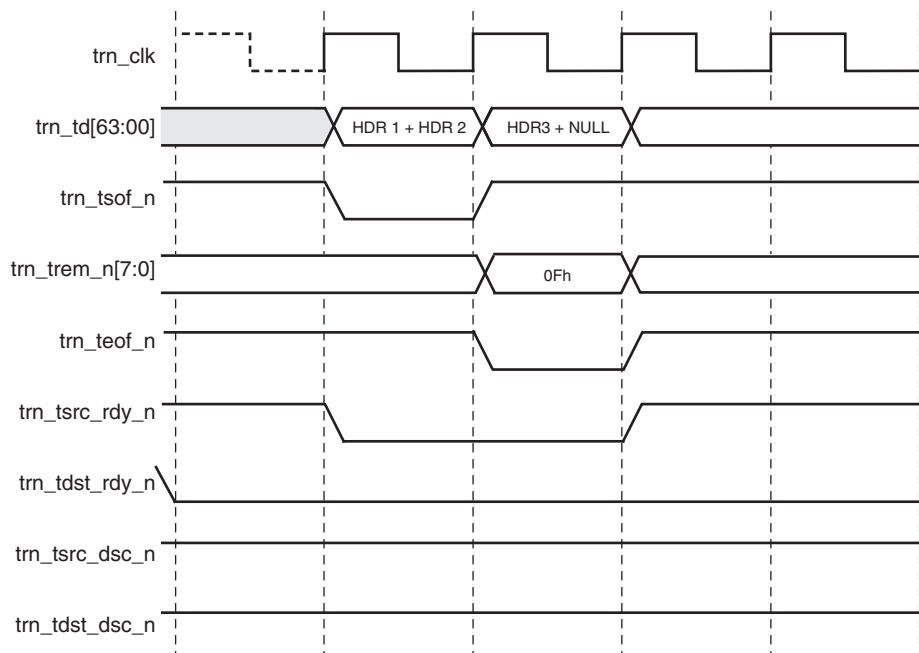 trn_clk
trn_td[63:00]
HDR 1 + HDR 2
HDR3 + NULL
trn_tsof_n
trn_trem_n[7:0]
0Fh
trn_teof_n
trn_tsrc_rdy_n
trn_tdst_rdy_n
trn_tsrc_dsc_n
trn_tdst_dsc_n